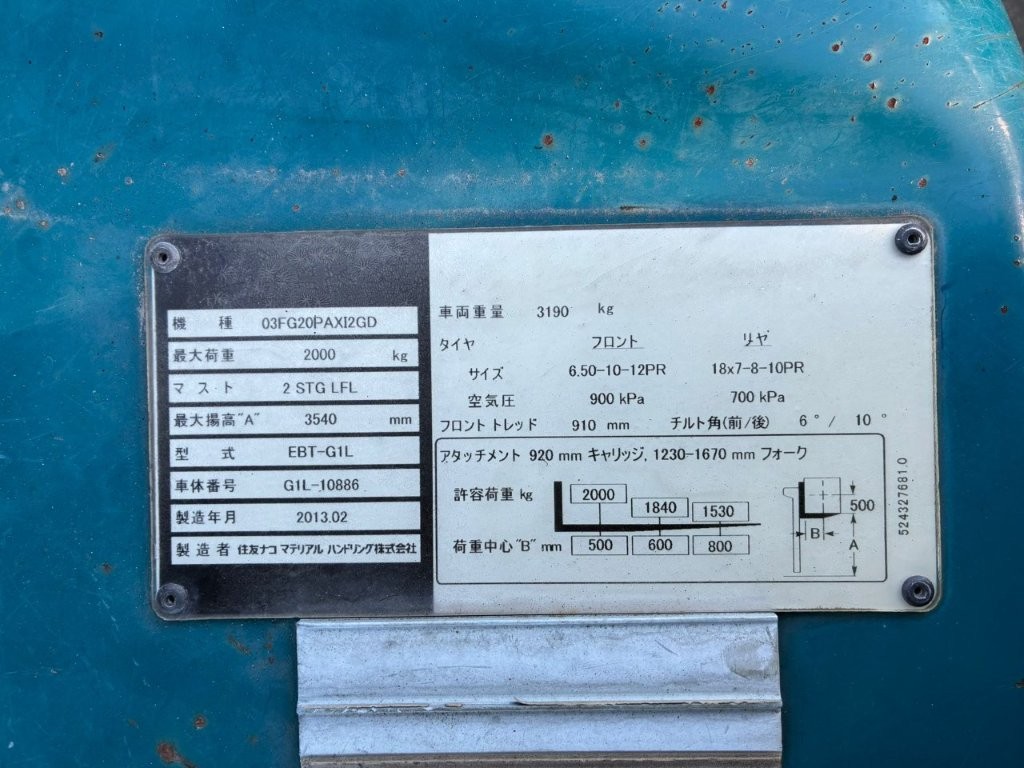 機 種 03FG20PAXI2GD
最大荷重 2000 kg
マスト 2 STG LFL
最大揚高"A" 3540 mm
型 式 EBT-G1L
車体番号 G1L-10886
製造年月 2013.02
製造者 住友ナコ マテリアル ハンドリング株式会社
車両重量 3190 kg
タイヤ フロント リヤ
サイズ 6.50-10-12PR 18x7-8-10PR
空気圧 900 kPa 700 kPa
フロント トレッド 910 mm チルト角(前/後) 6°/ 10°
アタッチメント 920 mm キャリッジ, 1230-1670 mm フォーク
許容荷重 kg 2000 1840 1530
荷重中心"B" mm 500 600 800
500
B A
524327681.0